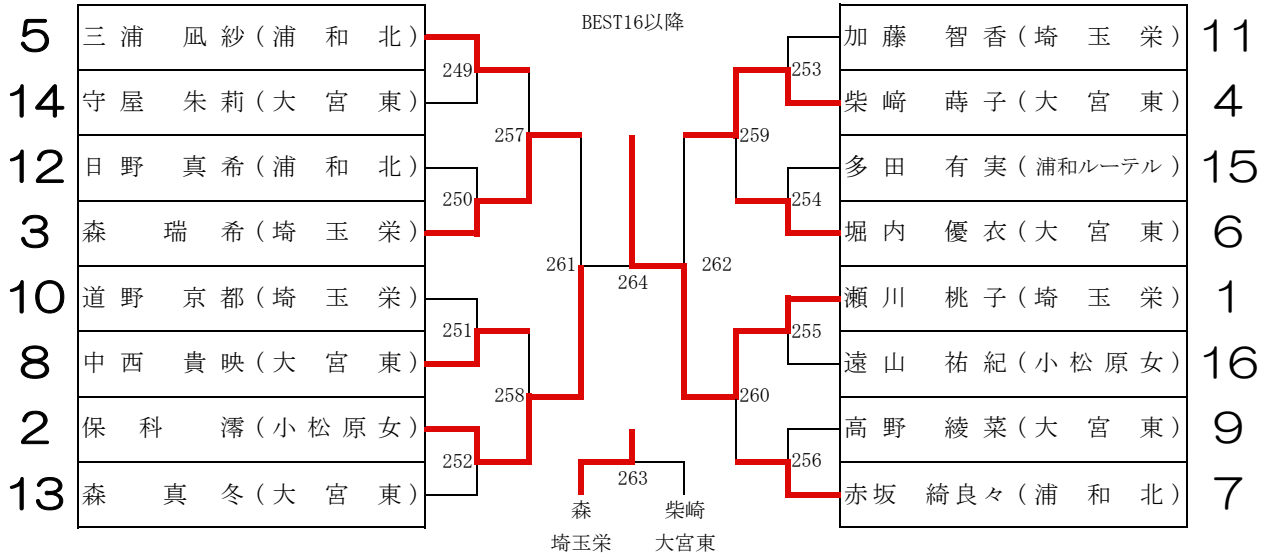 BEST16以降
5 三浦 凪紗(浦和北)
14 守屋 朱莉(大宮東)
12 日野 真希(浦和北)
3 森 瑞希(埼玉栄)
10 道野 京都(埼玉栄)
8 中西 貴映(大宮東)
2 保科 澪(小松原女)
13 森 真冬(大宮東)
249
250
251
252
257
258
261
264
263
森 柴崎
埼玉栄 大宮東
262
259
260
253
254
255
256
加藤 智香(埼玉栄) 11
柴﨑 蒔子(大宮東) 4
多田 有実(浦和ルーテル) 15
堀内 優衣(大宮東) 6
瀬川 桃子(埼玉栄) 1
遠山 祐紀(小松原女) 16
高野 綾菜(大宮東) 9
赤坂 綺良々(浦和北) 7